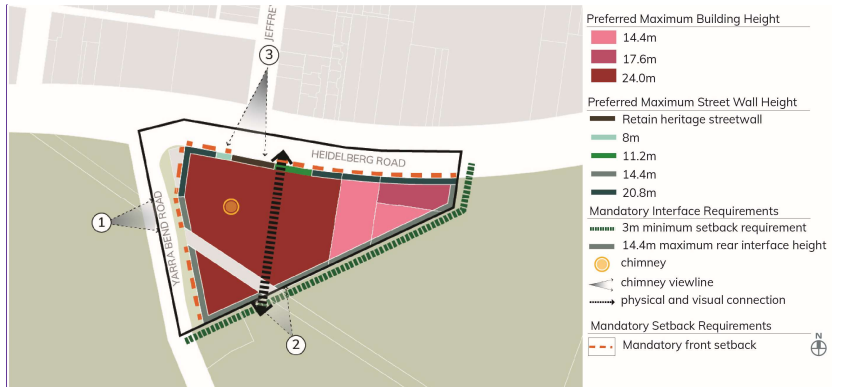 JEFFREY
3
HEIDELBERG ROAD
YARRA BEND ROAD
1
2
Preferred Maximum Building Height
14.4m
17.6m
24.0m
Preferred Maximum Street Wall Height
Retain heritage streetwall
8m
11.2m
14.4m
20.8m
Mandatory Interface Requirements
3m minimum setback requirement
14.4m maximum rear interface height
chimney
chimney viewline
physical and visual connection
Mandatory Setback Requirements
Mandatory front setback
N